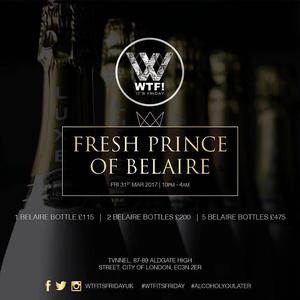 W
WTF!
IT'S FRIDAY
FRESH PRINCE
OF BELAIRE
FRI 31ST MAR 2017 | 10PM - 4AM
1 BELAIRE BOTTLE £115 | 2 BELAIRE BOTTLES £200 | 5 BELAIRE BOTTLES £475
TVNNEL, 87-89 ALDGATE HIGH
STREET, CITY OF LONDON, EC3N 2ER
WTFITSFRIDAYUK #WTFITSFRIDAY #ALCOHOLYOULATER